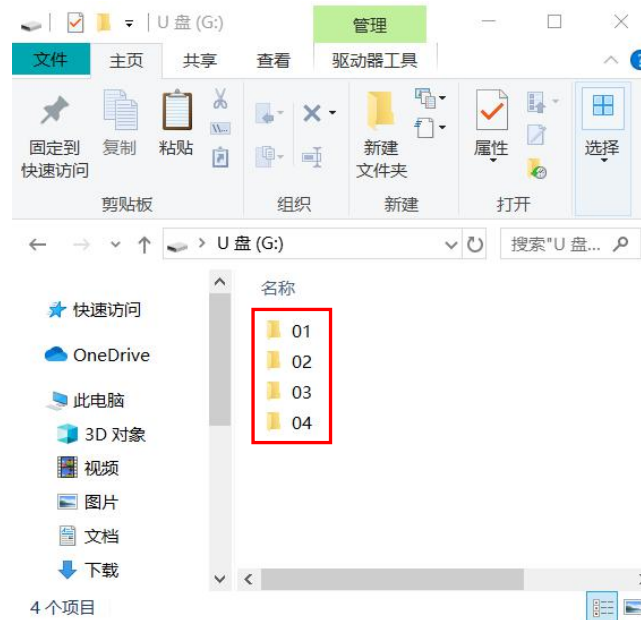 U 盘 (G:)
管理
文件 主页 共享 查看 驱动器工具
固定到
快速访问
复制
粘贴
W...
新建
文件夹
属性
选择
剪贴板 组织 新建 打开
U 盘 (G:)
搜索"U 盘...
名称
快速访问
01
02
OneDrive
03
此电脑
04
3D 对象
视频
图片
文档
下载
4 个项目